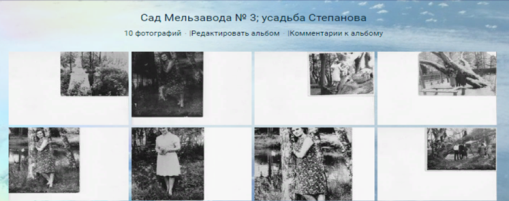 Сад Мельзавода № 3; усадьба Степанова
10 фотографий · |Редактировать альбом |Комментарии к альбому